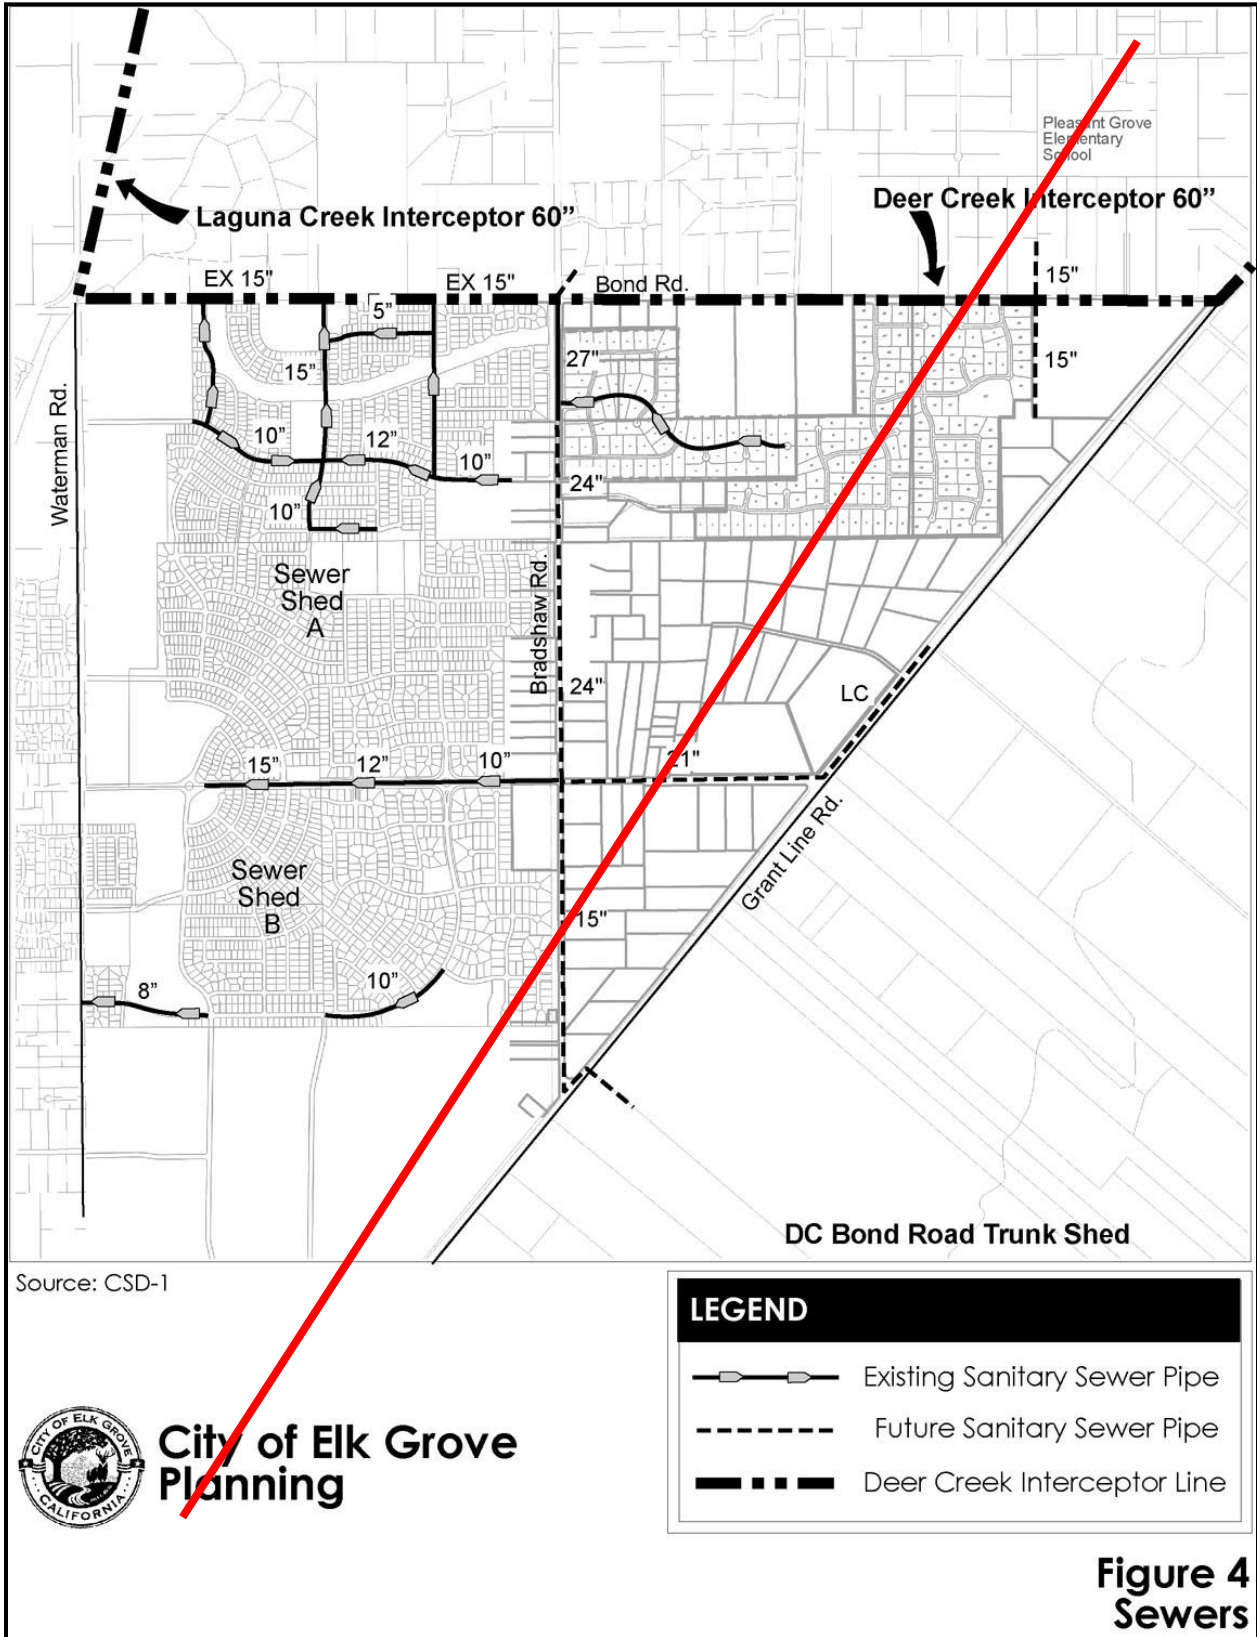 Pleasant Grove
Elementary
School
Laguna Creek Interceptor 60”
Deer Creek Interceptor 60”
EX 15"
EX 15"
Bond Rd.
15"
5”
27"
15"
15”
Waterman Rd.
10”
12”
10”
24"
10”
Sewer
Shed
A
Bradshaw Rd.
24"
LC
15”
12”
10”
21"
Grant Line Rd.
Sewer
Shed
B
15"
8”
10”
DC Bond Road Trunk Shed
Source: CSD-1
LEGEND
Existing Sanitary Sewer Pipe
Future Sanitary Sewer Pipe
Deer Creek Interceptor Line
CITY OF ELK GROVE
CALIFORNIA
City of Elk Grove
Planning
Figure 4
Sewers